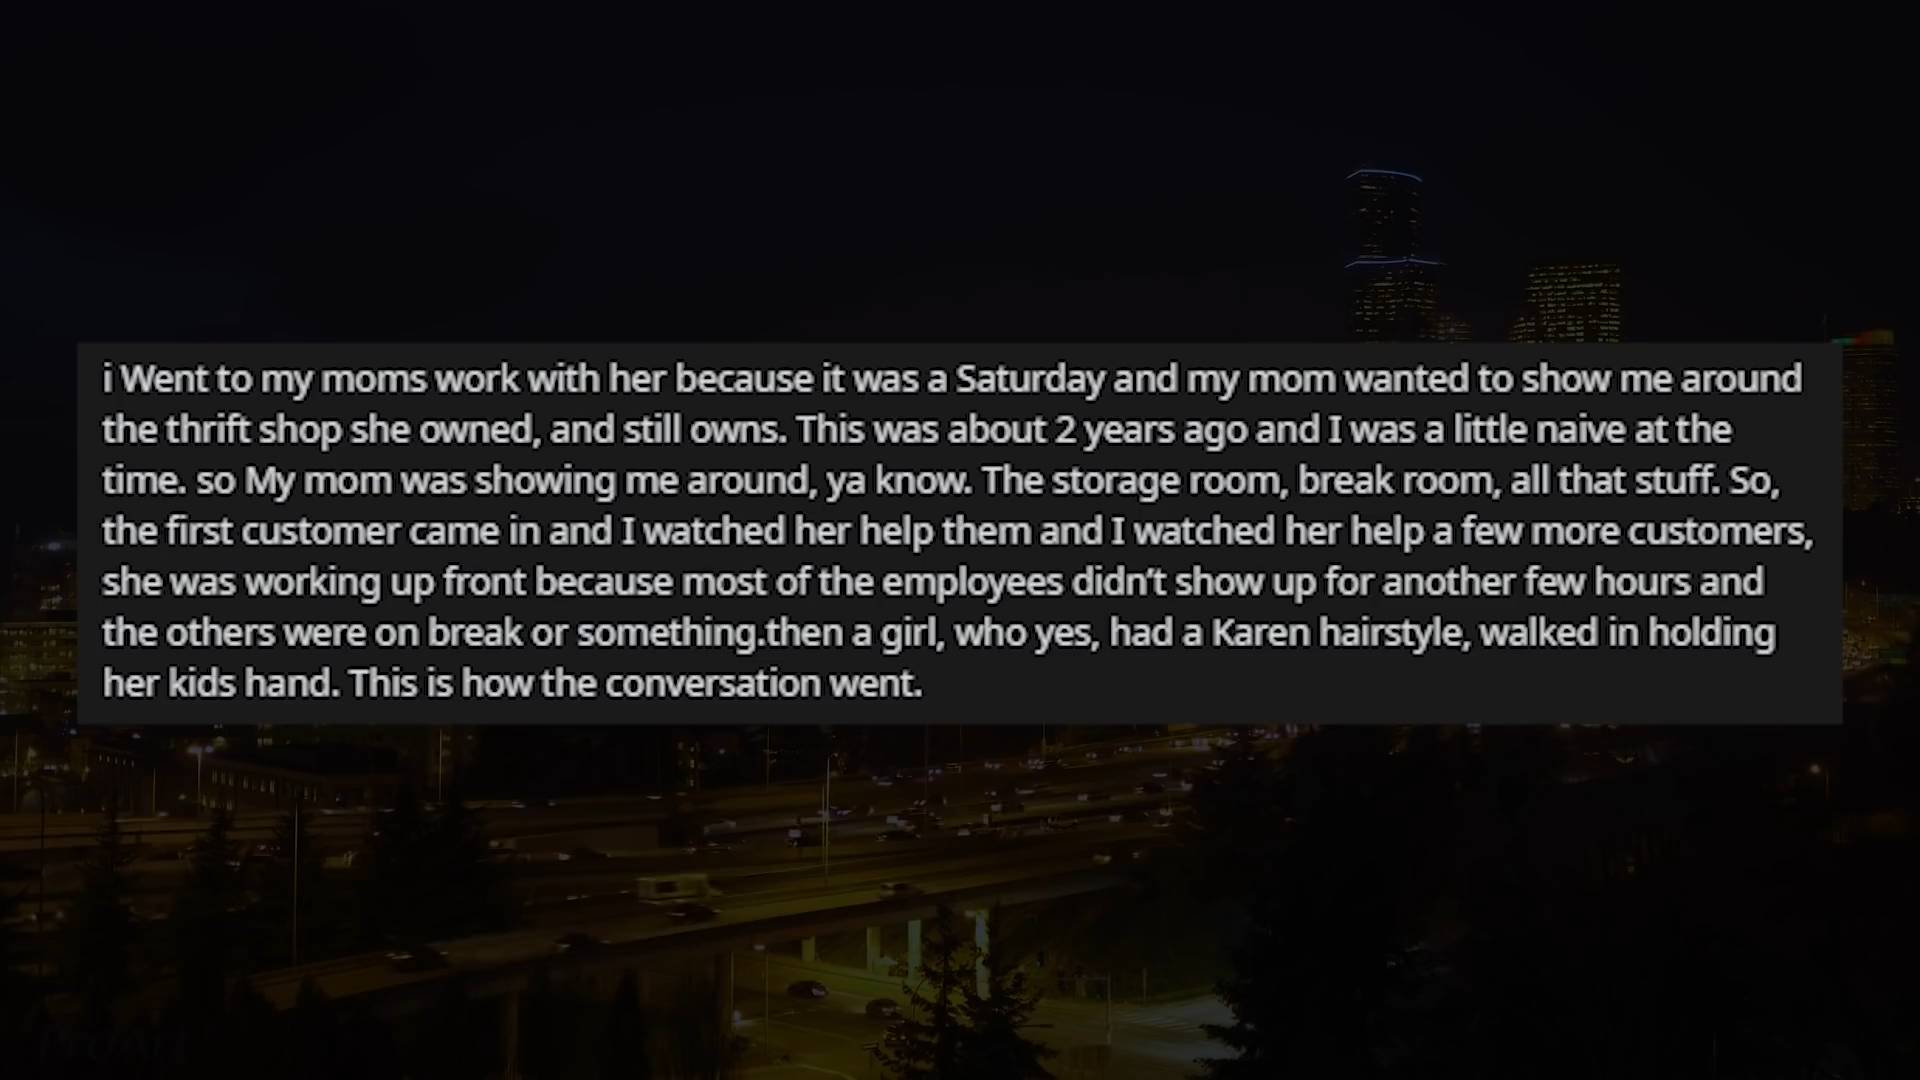 i Went to my moms work with her because it was a Saturday and my mom wanted to show me around
the thrift shop she owned, and still owns. This was about 2 years ago and I was a little naive at the
time. so My mom was showing me around, ya know. The storage room, break room, all that stuff. So,
the first customer came in and I watched her help them and I watched her help a few more customers,
she was working up front because most of the employees didn't show up for another few hours and
the others were on break or something.then a girl, who yes, had a Karen hairstyle, walked in holding
her kids hand. This is how the conversation went.